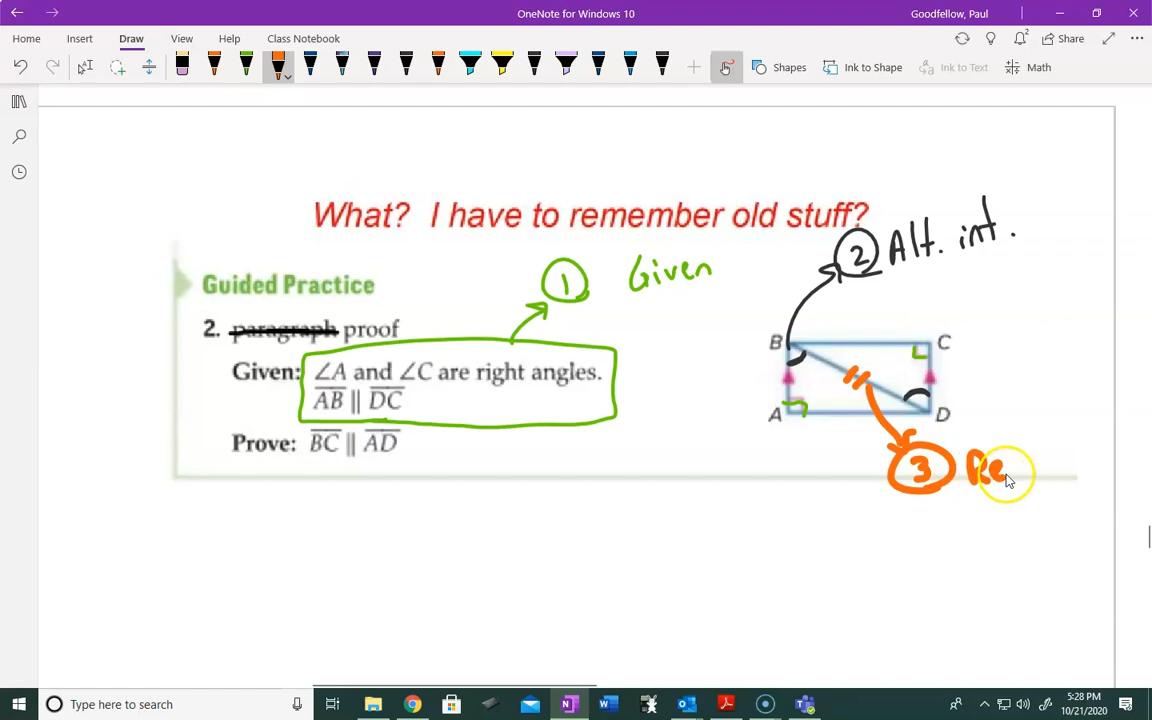 OneNote for Windows 10
Goodfellow, Paul
Home Insert Draw View Help Class Notebook
Share
Shapes
Ink to Shape
Ink to Text
Math
What? I have to remember old stuff?
2 Alt. int.
1 Given
Guided Practice
2. paragraph proof
Given: ∠A and ∠C are right angles.
AB || DC
Prove: BC || AD
B C
A D
3 Re
Type here to search
5:28 PM
10/21/2020